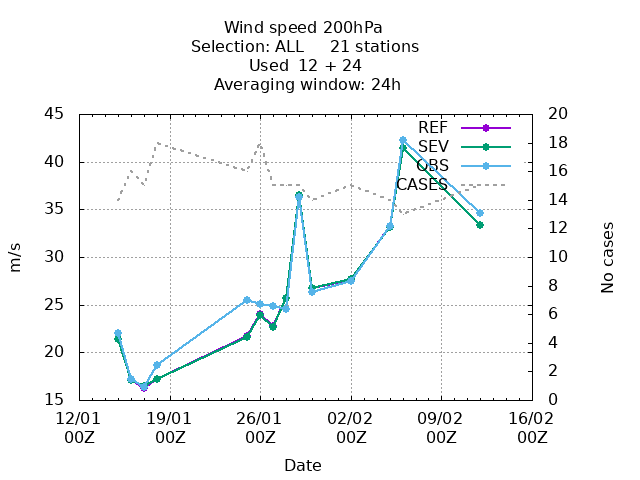 Wind speed 200hPa
Selection: ALL     21 stations
Used  12 + 24
Averaging window: 24h
45
40
35
30
25
20
15
m/s
20
18
16
14
12
10
8
6
4
2
0
No cases
REF
SEV
OBS
CASES
12/01 19/01 26/01 02/02 09/02 16/02
00Z 00Z 00Z 00Z 00Z 00Z
Date